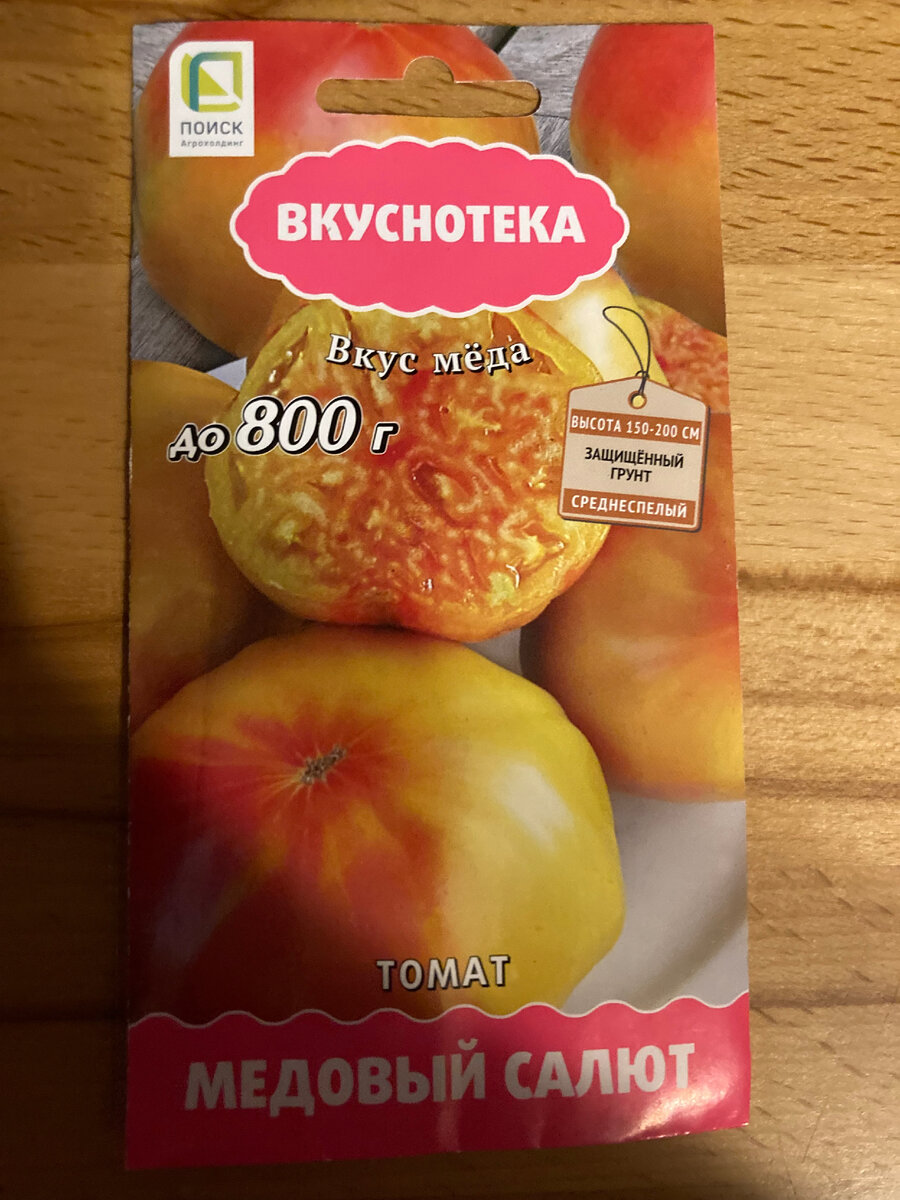 ПОИСК
Агрохолдинг
ВКУСНОТЕКА
Вкус мёда
до 800 г
ВЫСОТА 150-200 СМ
ЗАЩИЩЁННЫЙ
ГРУНТ
СРЕДНЕСПЕЛЫЙ
ТОМАТ
МЕДОВЫЙ САЛЮТ